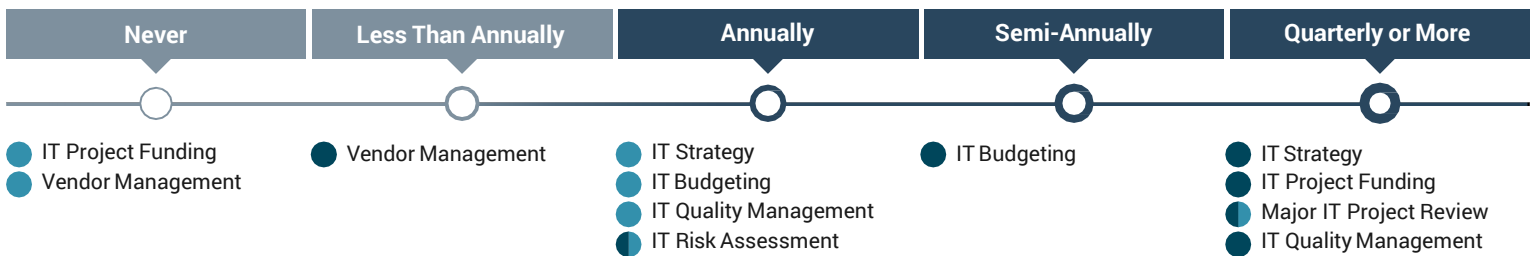 Never
Less Than Annually
Annually
Semi-Annually
Quarterly or More
IT Project Funding
Vendor Management
Vendor Management
IT Strategy
IT Budgeting
IT Quality Management
IT Risk Assessment
IT Budgeting
IT Strategy
IT Project Funding
Major IT Project Review
IT Quality Management